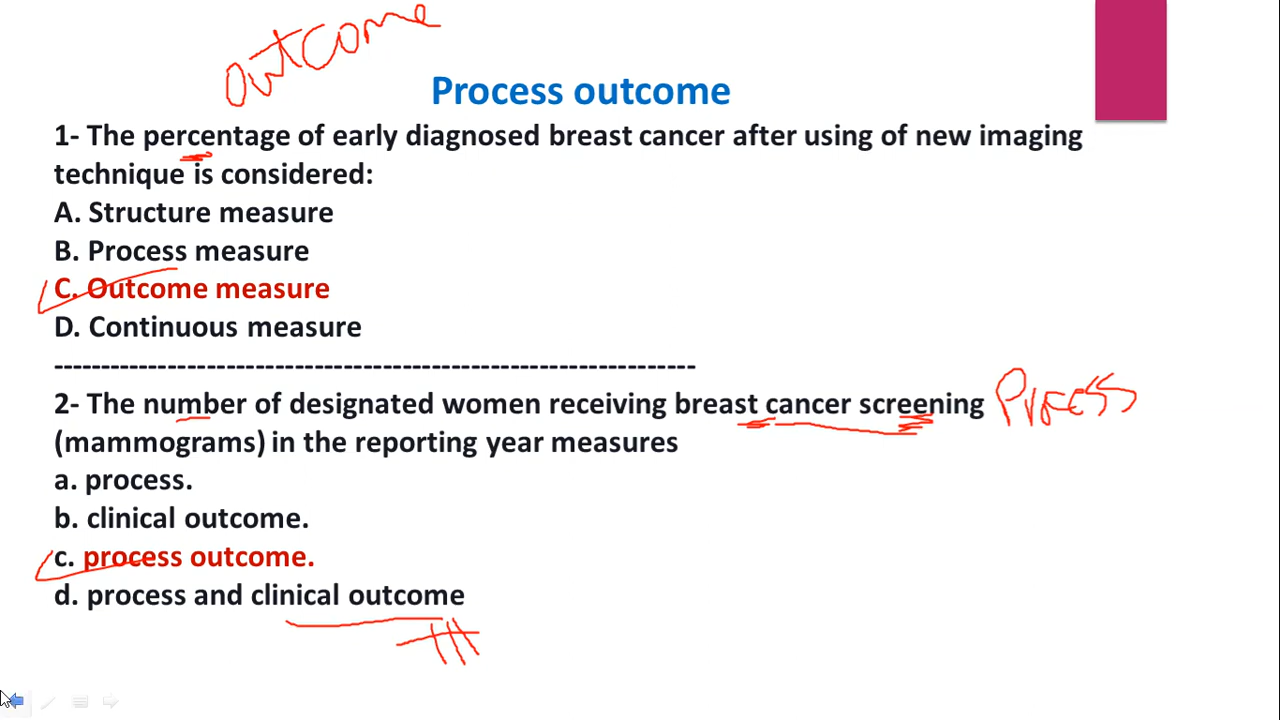 outcome
Process outcome
1- The percentage of early diagnosed breast cancer after using of new imaging
technique is considered:
A. Structure measure
B. Process measure
C. Outcome measure
D. Continuous measure
--------------------------------------------------------------------
2- The number of designated women receiving breast cancer screening Process
(mammograms) in the reporting year measures
a. process.
b. clinical outcome.
c. process outcome.
d. process and clinical outcome